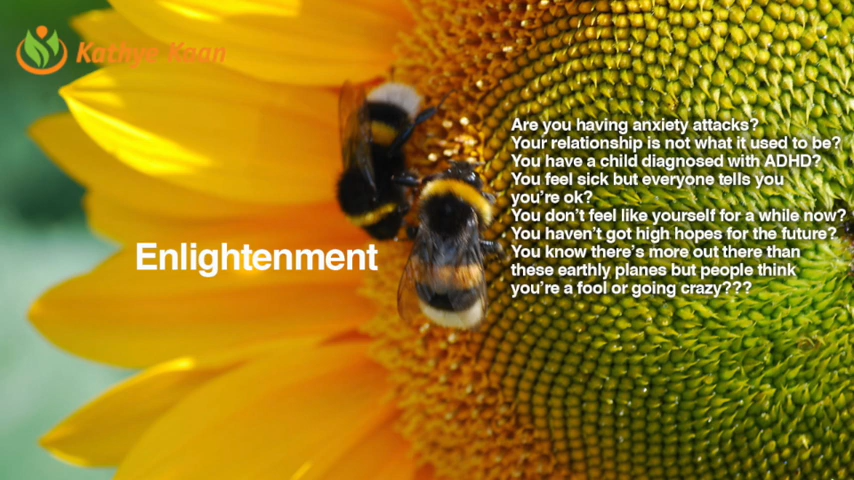 Kathye Kaan
Enlightenment
Are you having anxiety attacks?
Your relationship is not what it used to be?
You have a child diagnosed with ADHD?
You feel sick but everyone tells you
you're ok?
You don't feel like yourself for a while now?
You haven't got high hopes for the future?
You know there's more out there than
these earthly planes but people think
you're a fool or going crazy???